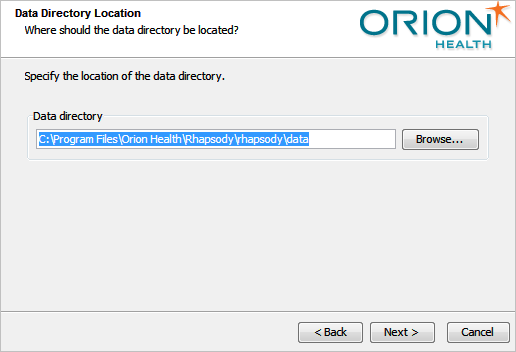 Data Directory Location
Where should the data directory be located?
ORION
HEALTH
Specify the location of the data directory.
Data directory
C:\Program Files\Orion Health\Rhapsody\rhapsody\data
Browse...
< Back
Next >
Cancel